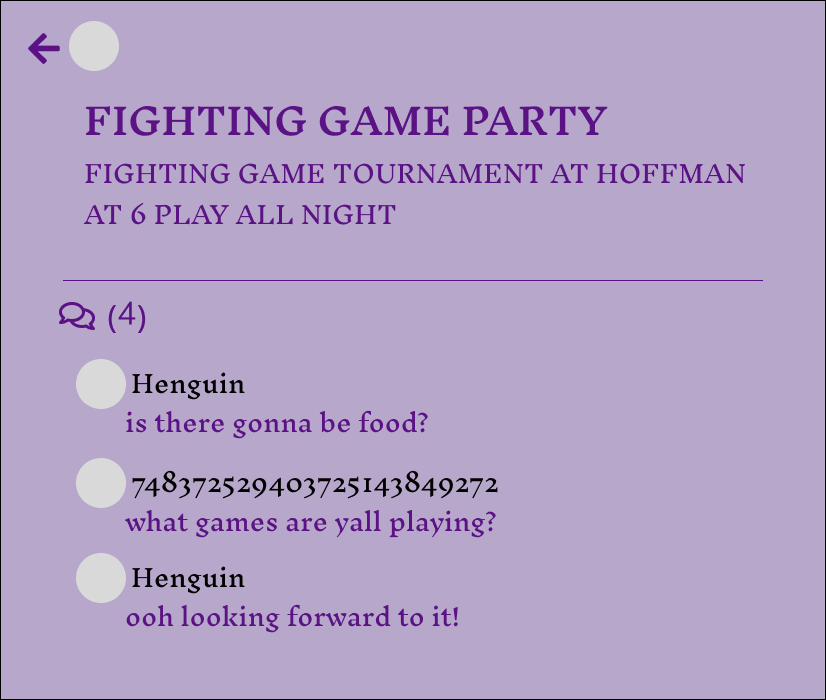 FIGHTING GAME PARTY
FIGHTING GAME TOURNAMENT AT HOFFMAN
AT 6 PLAY ALL NIGHT
(4)
Henguin
is there gonna be food?
748372529403725143849272
what games are yall playing?
Henguin
ooh looking forward to it!